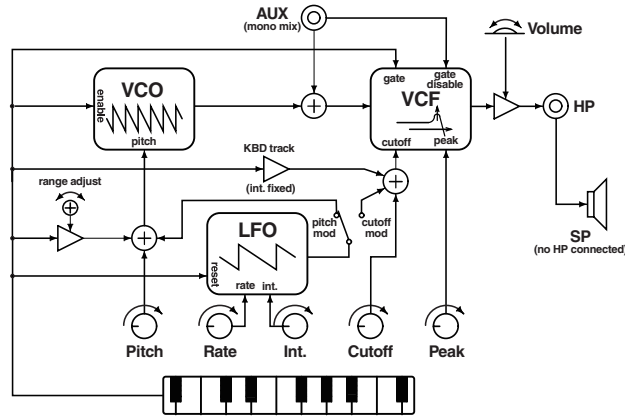 AUX
(mono mix)
Volume
VCO
enable
pitch
gate
gate
disable
VCF
cutoff
peak
HP
KBD track
(int. fixed)
range adjust
pitch
mod
cutoff
mod
LFO
reset
rate
int.
SP
(no HP connected)
Pitch
Rate
Int.
Cutoff
Peak